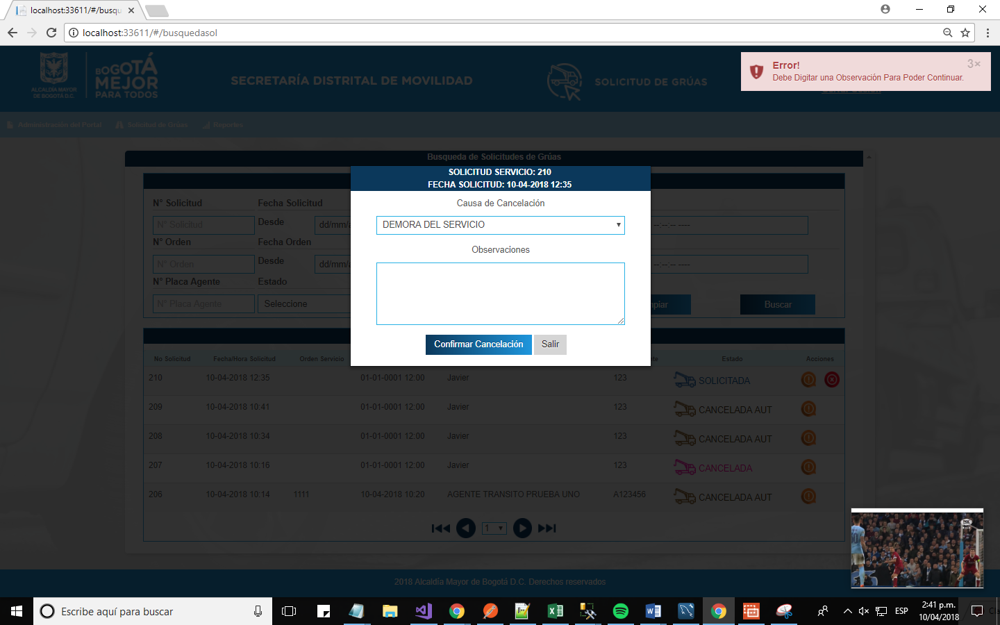 localhost:33611/#/busqu
localhost:33611/#/busquedasol
ALCALDÍA MAYOR
DE BOGOTÁ D.C.
BOGOTÁ
MEJOR
PARA TODOS
SECRETARÍA DISTRITAL DE MOVILIDAD
SOLICITUD DE GRÚAS
Error!
3×
Debe Digitar una Observación Para Poder Continuar.
Administración del Portal
Solicitud de Grúas
Reportes
Busqueda de Solicitudes de Grúas
SOLICITUD SERVICIO: 210
FECHA SOLICITUD: 10-04-2018 12:35
Causa de Cancelación
DEMORA DEL SERVICIO
Observaciones
Confirmar Cancelación
Salir
N° Solicitud
Fecha Solicitud
N° Solicitud
Desde
dd/mm/a
--:--:-- ----
N° Orden
Fecha Orden
N° Orden
Desde
dd/mm/a
--:--:-- ----
N° Placa Agente
Estado
N° Placa Agente
Seleccione
mpiar
Buscar
No Solicitud
Fecha/Hora Solicitud
Orden Servicio
te
Estado
Acciones
210
10-04-2018 12:35
01-01-0001 12:00
Javier
123
SOLICITADA
209
10-04-2018 10:41
01-01-0001 12:00
Javier
123
CANCELADA AUT
208
10-04-2018 10:34
01-01-0001 12:00
Javier
123
CANCELADA AUT
207
10-04-2018 10:16
01-01-0001 12:00
Javier
123
CANCELADA
206
10-04-2018 10:14
1111
10-04-2018 10:20
AGENTE TRANSITO PRUEBA UNO
A123456
CANCELADA AUT
1
2018 Alcaldía Mayor de Bogotá D.C. Derechos reservados
Escribe aquí para buscar
ESP
2:41 p.m.
10/04/2018